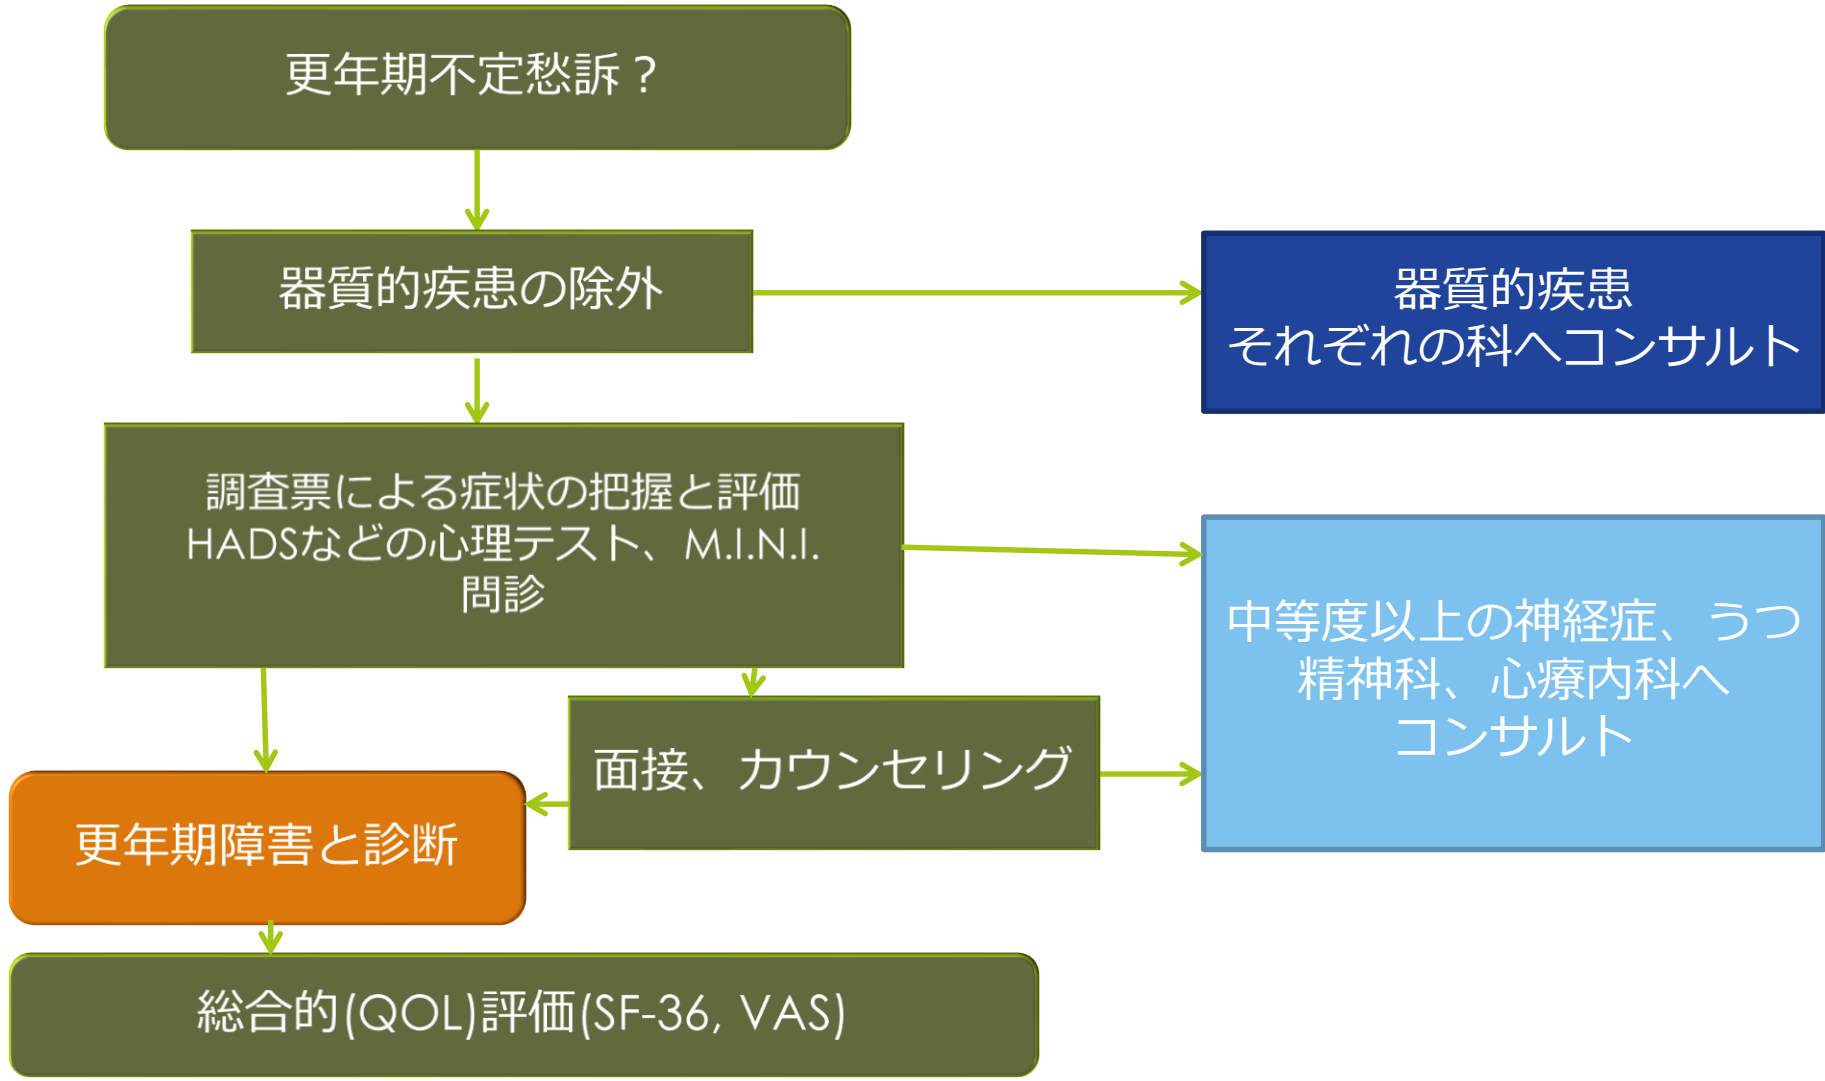 更年期不定愁訴？
器質的疾患の除外
器質的疾患
それぞれの科へコンサルト
調査票による症状の把握と評価
HADSなどの心理テスト、M.I.N.I.
問診
中等度以上の神経症、うつ
精神科、心療内科へ
コンサルト
面接、カウンセリング
更年期障害と診断
総合的(QOL)評価(SF-36, VAS)